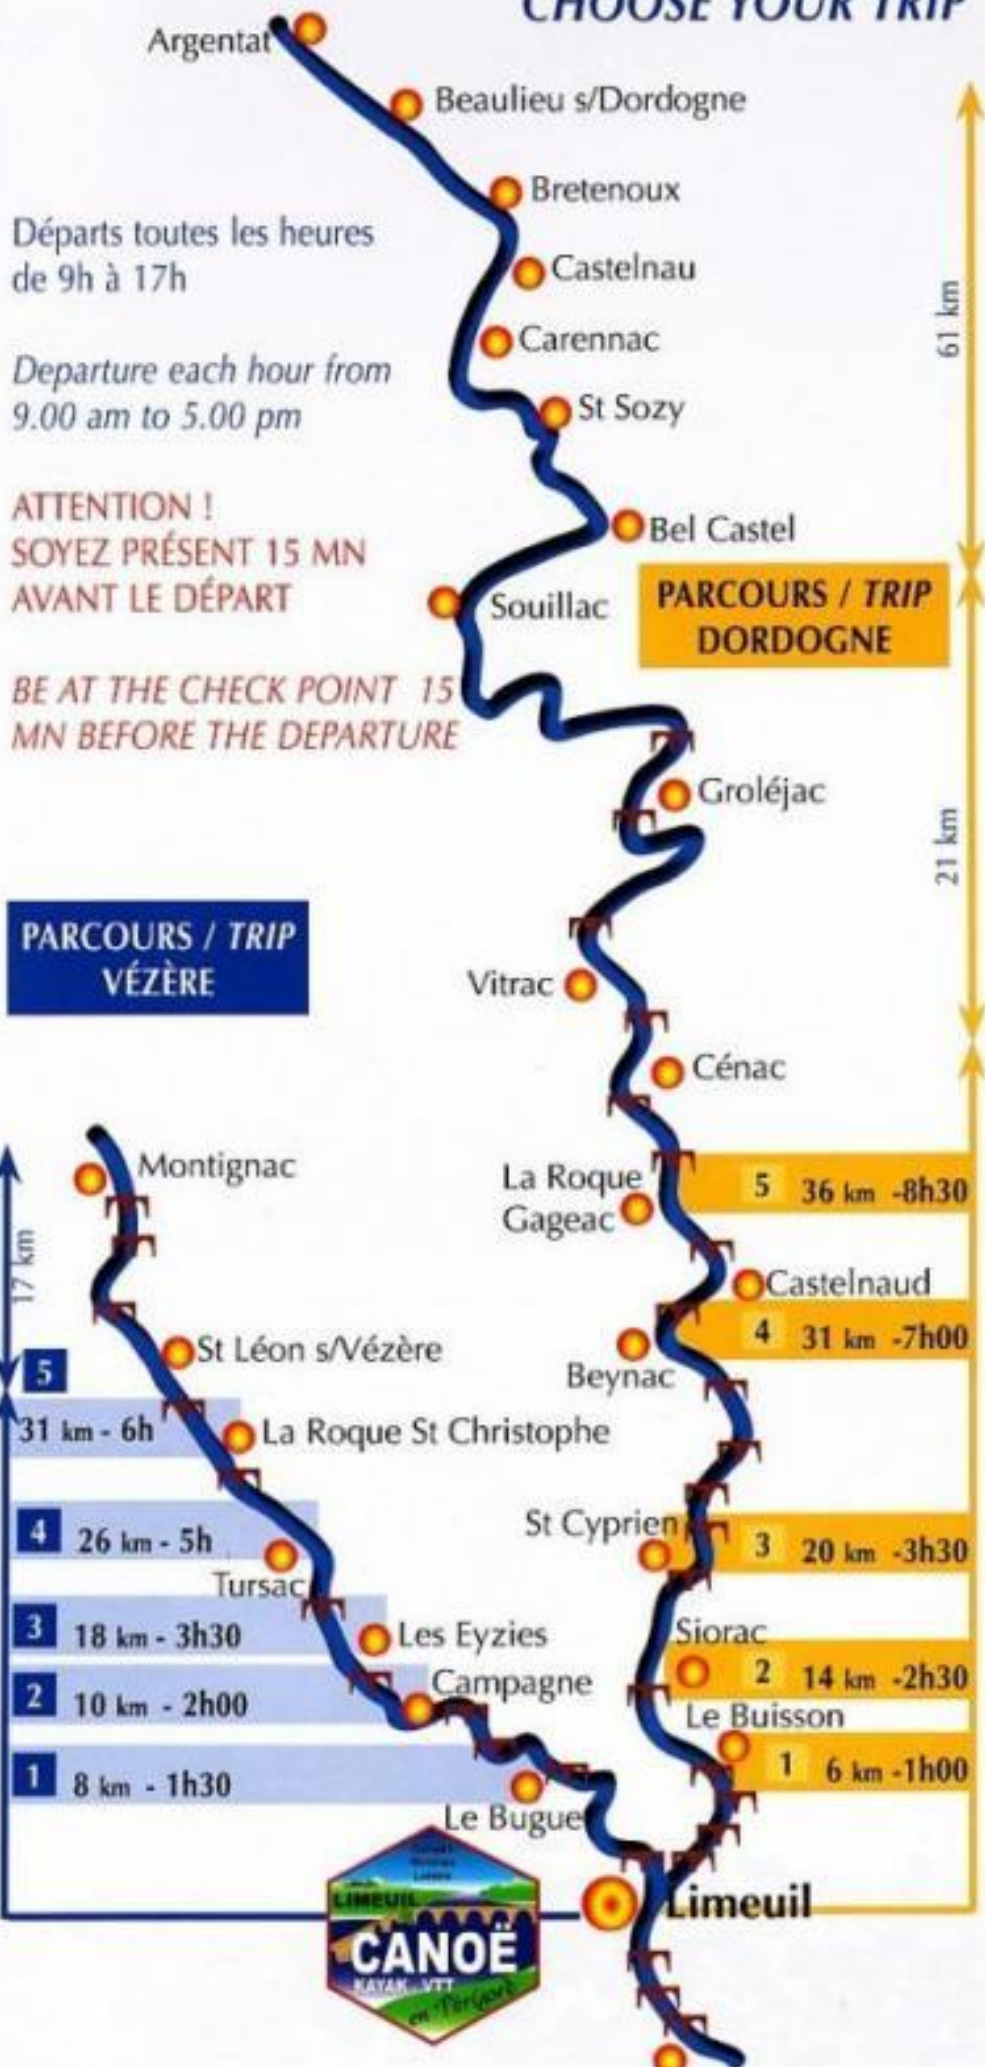 CHOOSE YOUR TRIP
Argentat
Beaulieu s/Dordogne
Bretenoux
Départs toutes les heures
de 9h à 17h
Castelnau
Carennac
61 km
Departure each hour from
9.00 am to 5.00 pm
St Sozy
ATTENTION !
SOYEZ PRÉSENT 15 MN
AVANT LE DÉPART
Bel Castel
Souillac
PARCOURS / TRIP
DORDOGNE
BE AT THE CHECK POINT 15
MN BEFORE THE DEPARTURE
Groléjac
21 km
PARCOURS / TRIP
VÉZÈRE
Vitrac
Cénac
Montignac
La Roque
Gageac
5 36 km -8h30
17 km
Castelnaud
4 31 km -7h00
St Léon s/Vézère
Beynac
5
31 km - 6h
La Roque St Christophe
4 26 km - 5h
St Cyprien
3 20 km -3h30
Tursac
3 18 km - 3h30
Les Eyzies
Siorac
2 14 km -2h30
2 10 km - 2h00
Campagne
Le Buisson
1 6 km -1h00
1 8 km - 1h30
Le Bugue
Limeuil
LIMEUIL
CANOË
KAYAK - VTT
en Périgord